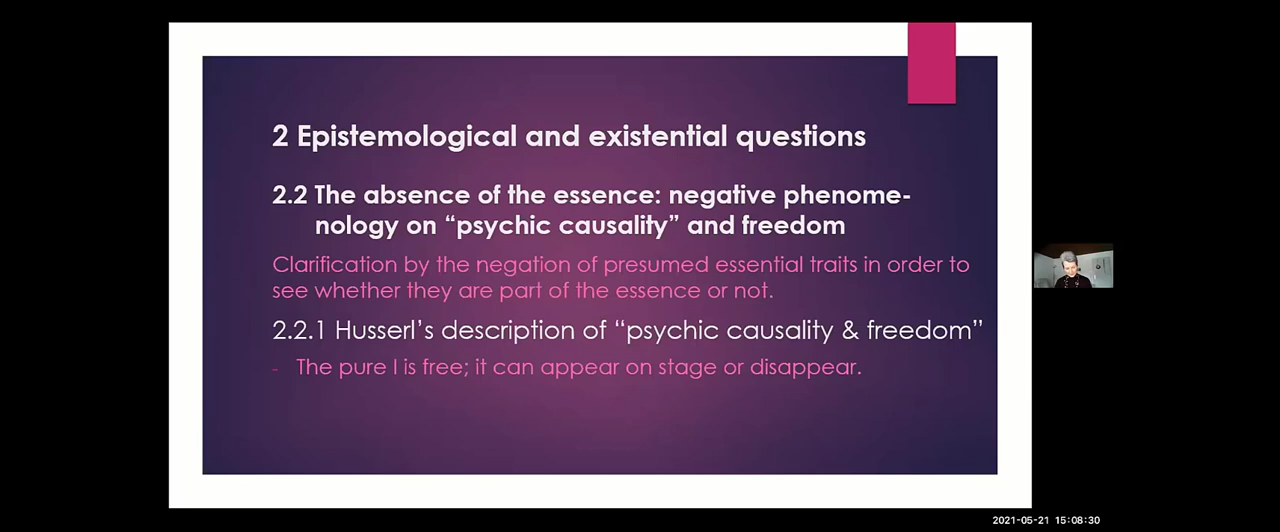 2 Epistemological and existential questions
2.2 The absence of the essence: negative phenome-
nology on “psychic causality” and freedom
Clarification by the negation of presumed essential traits in order to
see whether they are part of the essence or not.
2.2.1 Husserl’s description of “psychic causality & freedom”
- The pure I is free; it can appear on stage or disappear.
2021-05-21 15:08:30